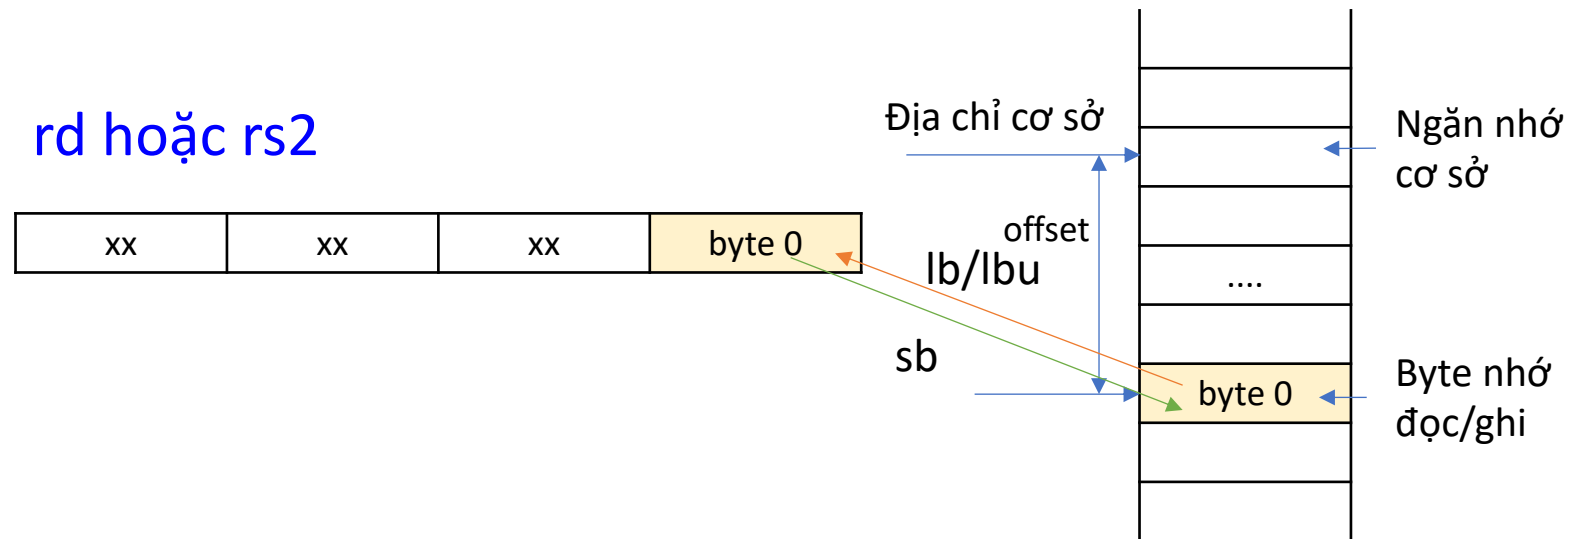 rd hoặc rs2
xx
xx
xx
byte 0
Địa chỉ cơ sở
offset
lb/lbu
sb
....
byte 0
Ngăn nhớ
cơ sở
Byte nhớ
đọc/ghi